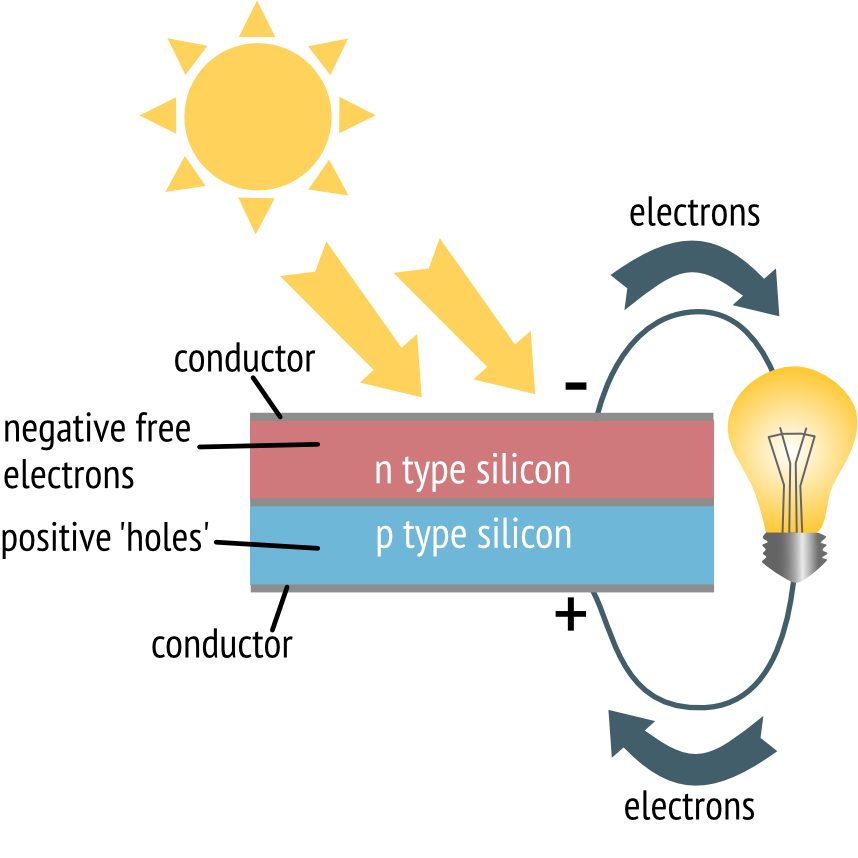 electrons
-
conductor
negative free
electrons
n type silicon
positive 'holes'
p type silicon
+
conductor
electrons